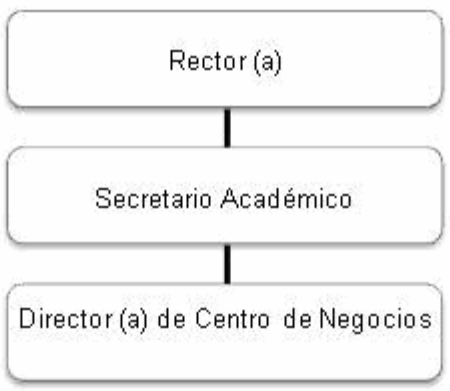 Rector (a)
Secretario Académico
Director (a) de Centro de Negocios